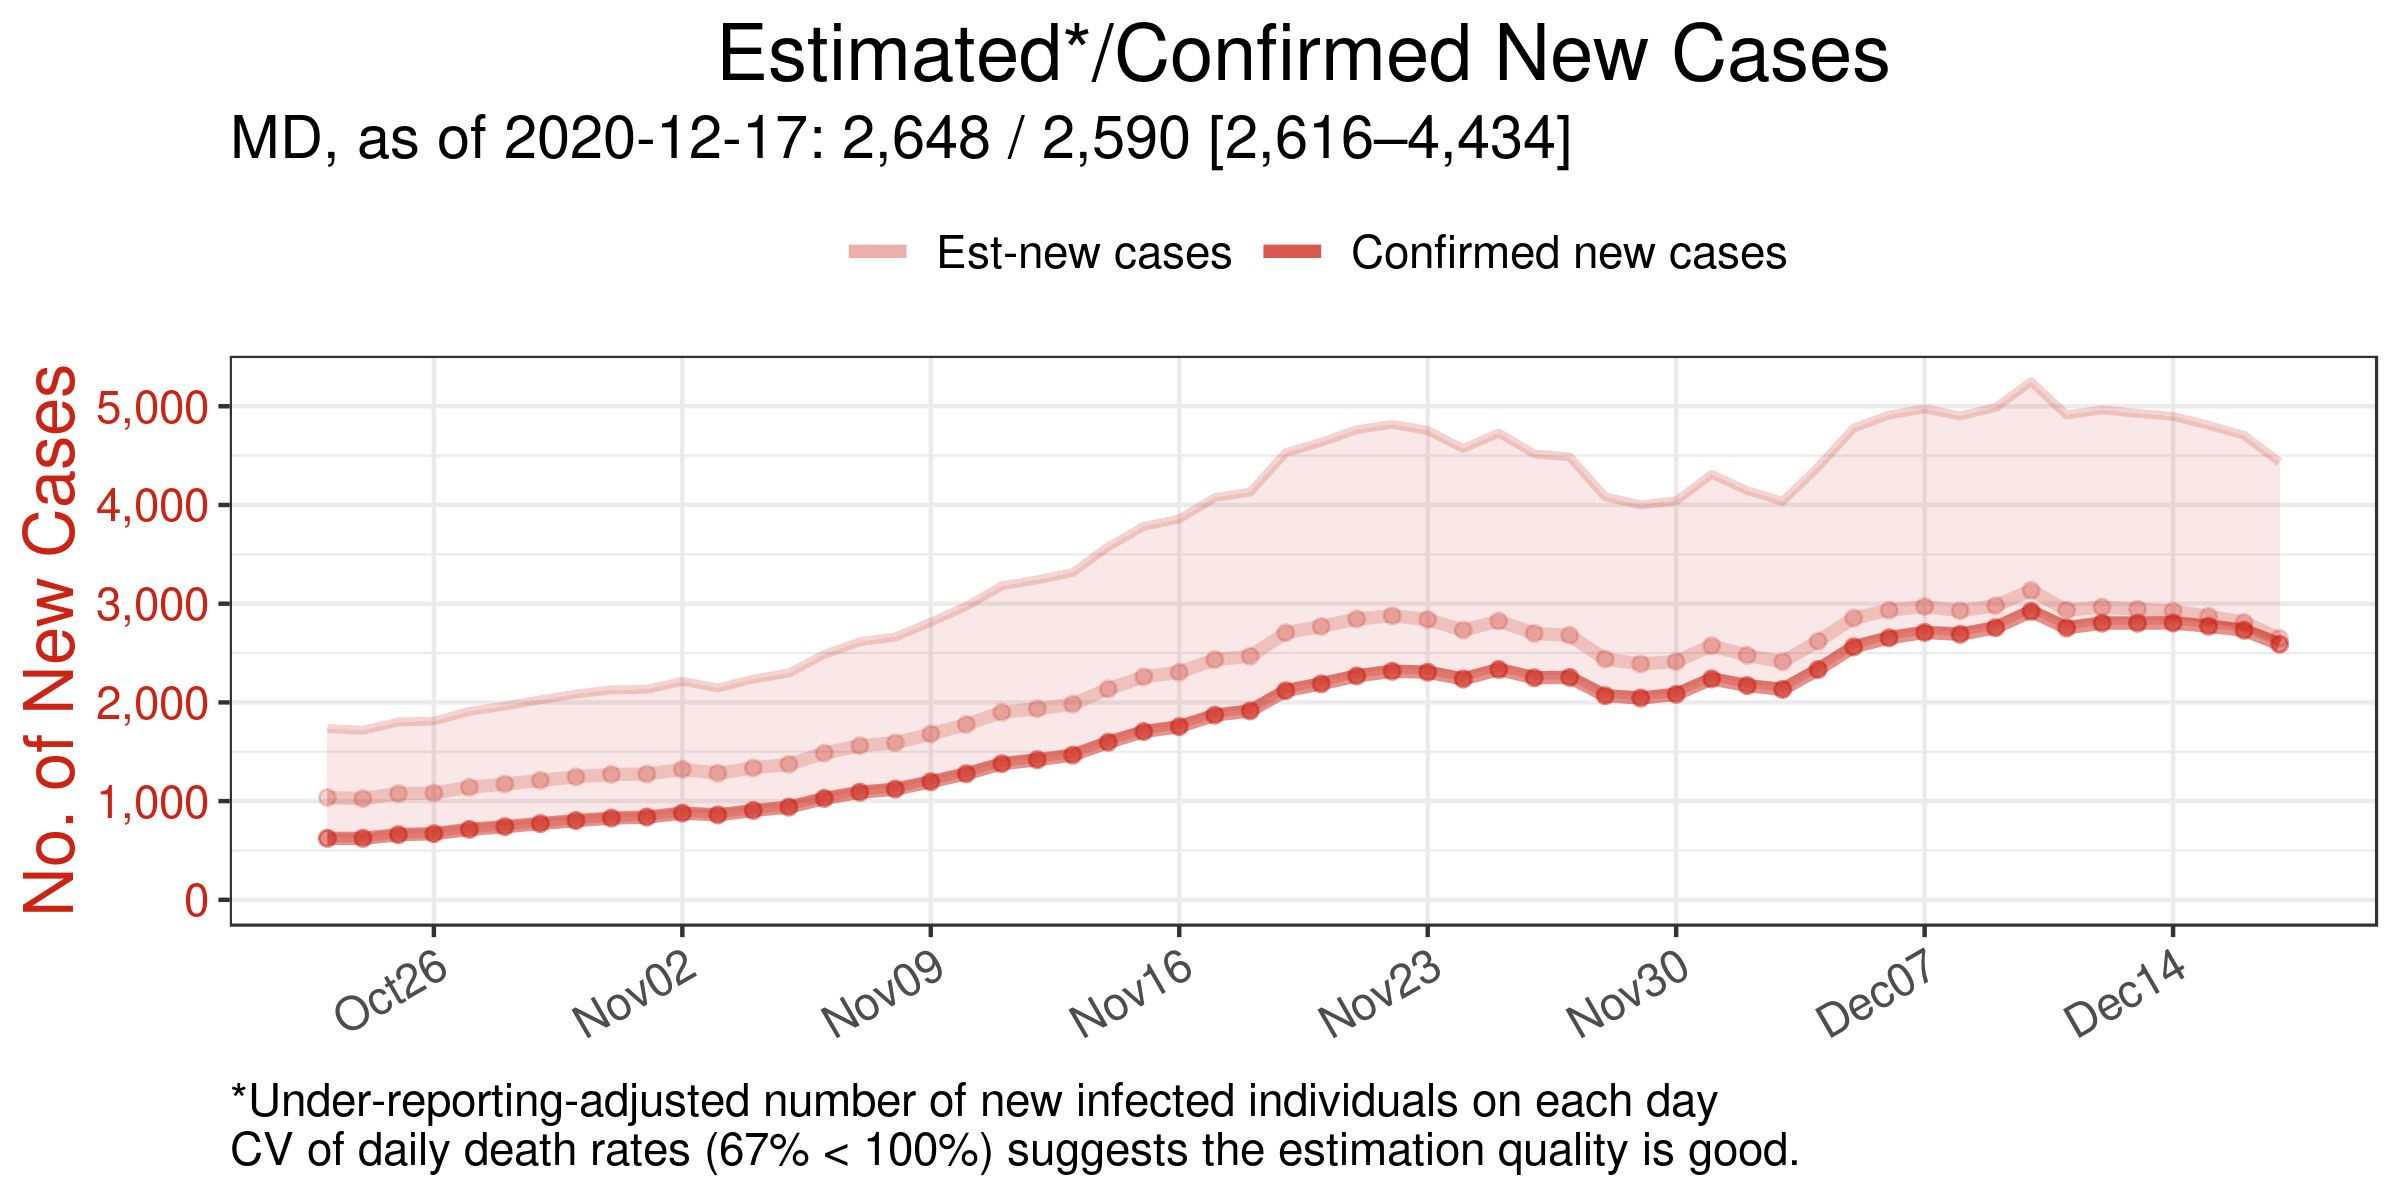 Estimated*/Confirmed New Cases
MD, as of 2020-12-17: 2,648 / 2,590 [2,616–4,434]
Est-new cases
Confirmed new cases
No. of New Cases
5,000
4,000
3,000
2,000
1,000
0
Oct26
Nov02
Nov09
Nov16
Nov23
Nov30
Dec07
Dec14
*Under-reporting-adjusted number of new infected individuals on each day
CV of daily death rates (67% < 100%) suggests the estimation quality is good.